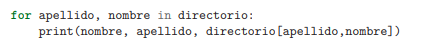 for apellido, nombre in directorio:
    print(nombre, apellido, directorio[apellido,nombre])